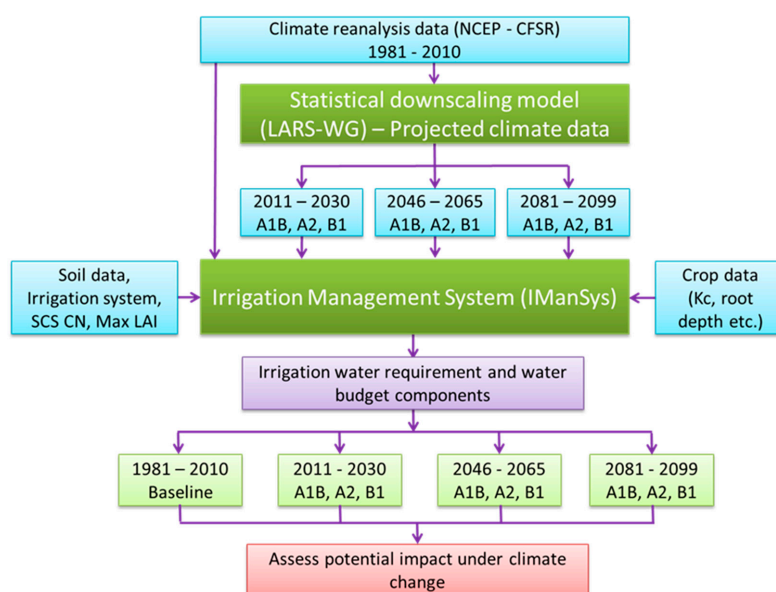 Climate reanalysis data (NCEP - CFSR)
1981 - 2010
Statistical downscaling model
(LARS-WG) – Projected climate data
2011 – 2030
A1B, A2, B1
2046 – 2065
A1B, A2, B1
2081 – 2099
A1B, A2, B1
Soil data,
Irrigation system,
SCS CN, Max LAI
Irrigation Management System (IManSys)
Crop data
(Kc, root
depth etc.)
Irrigation water requirement and water
budget components
1981 – 2010
Baseline
2011 - 2030
A1B, A2, B1
2046 - 2065
A1B, A2, B1
2081 - 2099
A1B, A2, B1
Assess potential impact under climate
change